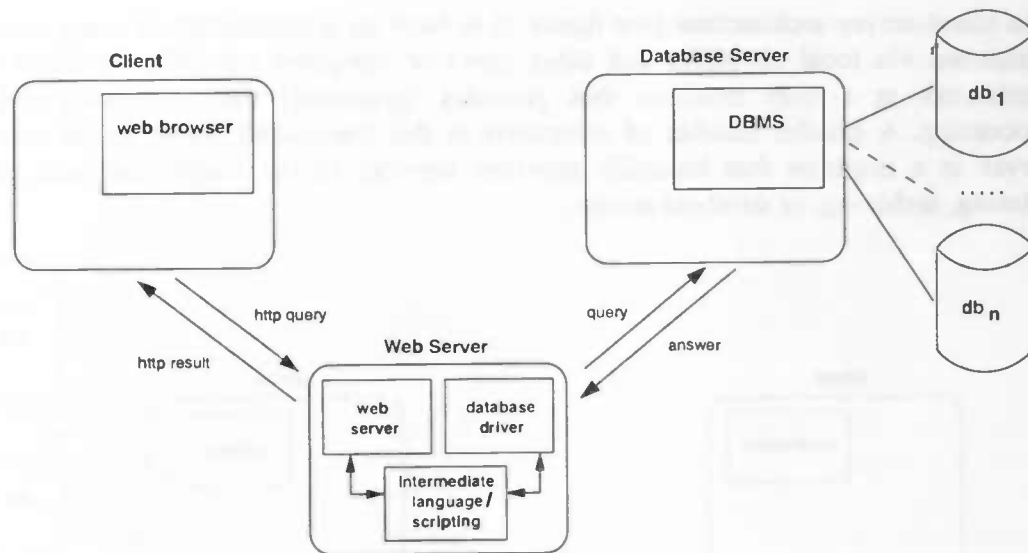 Client
web browser
Database Server
DBMS
db 1
.....
db n
http query
http result
query
answer
Web Server
web
server
database
driver
Intermediate
language/
scripting